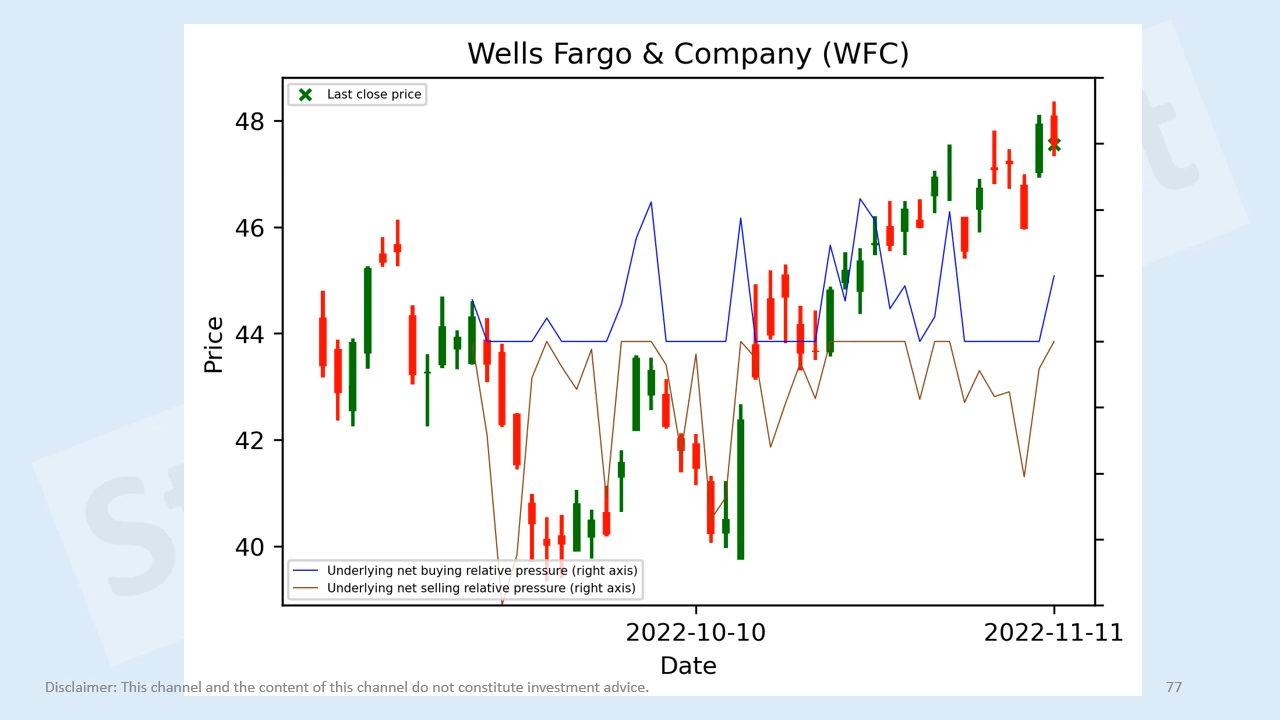 Wells Fargo & Company (WFC)
Last close price
48
46
44
42
40
Price
Underlying net buying relative pressure (right axis)
Underlying net selling relative pressure (right axis)
2022-10-10
2022-11-11
Date
Disclaimer: This channel and the content of this channel do not constitute investment advice.
77